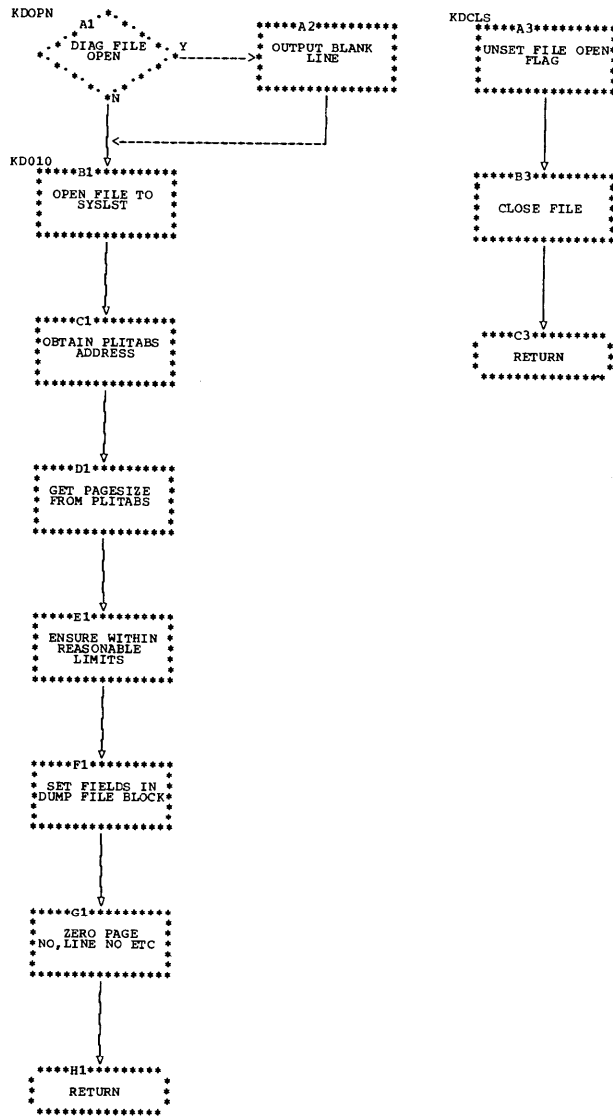 KDOPN
A1
DIAG FILE
OPEN
Y
N
A2
OUTPUT BLANK
LINE
KD010
B1
OPEN FILE TO
SYSLST
C1
OBTAIN PLITABS
ADDRESS
D1
GET PAGESIZE
FROM PLITABS
E1
ENSURE WITHIN
REASONABLE
LIMITS
F1
SET FIELDS IN
DUMP FILE BLOCK
G1
ZERO PAGE
NO,LINE NO ETC
H1
RETURN
KDCLS
A3
UNSET FILE OPEN
FLAG
B3
CLOSE FILE
C3
RETURN